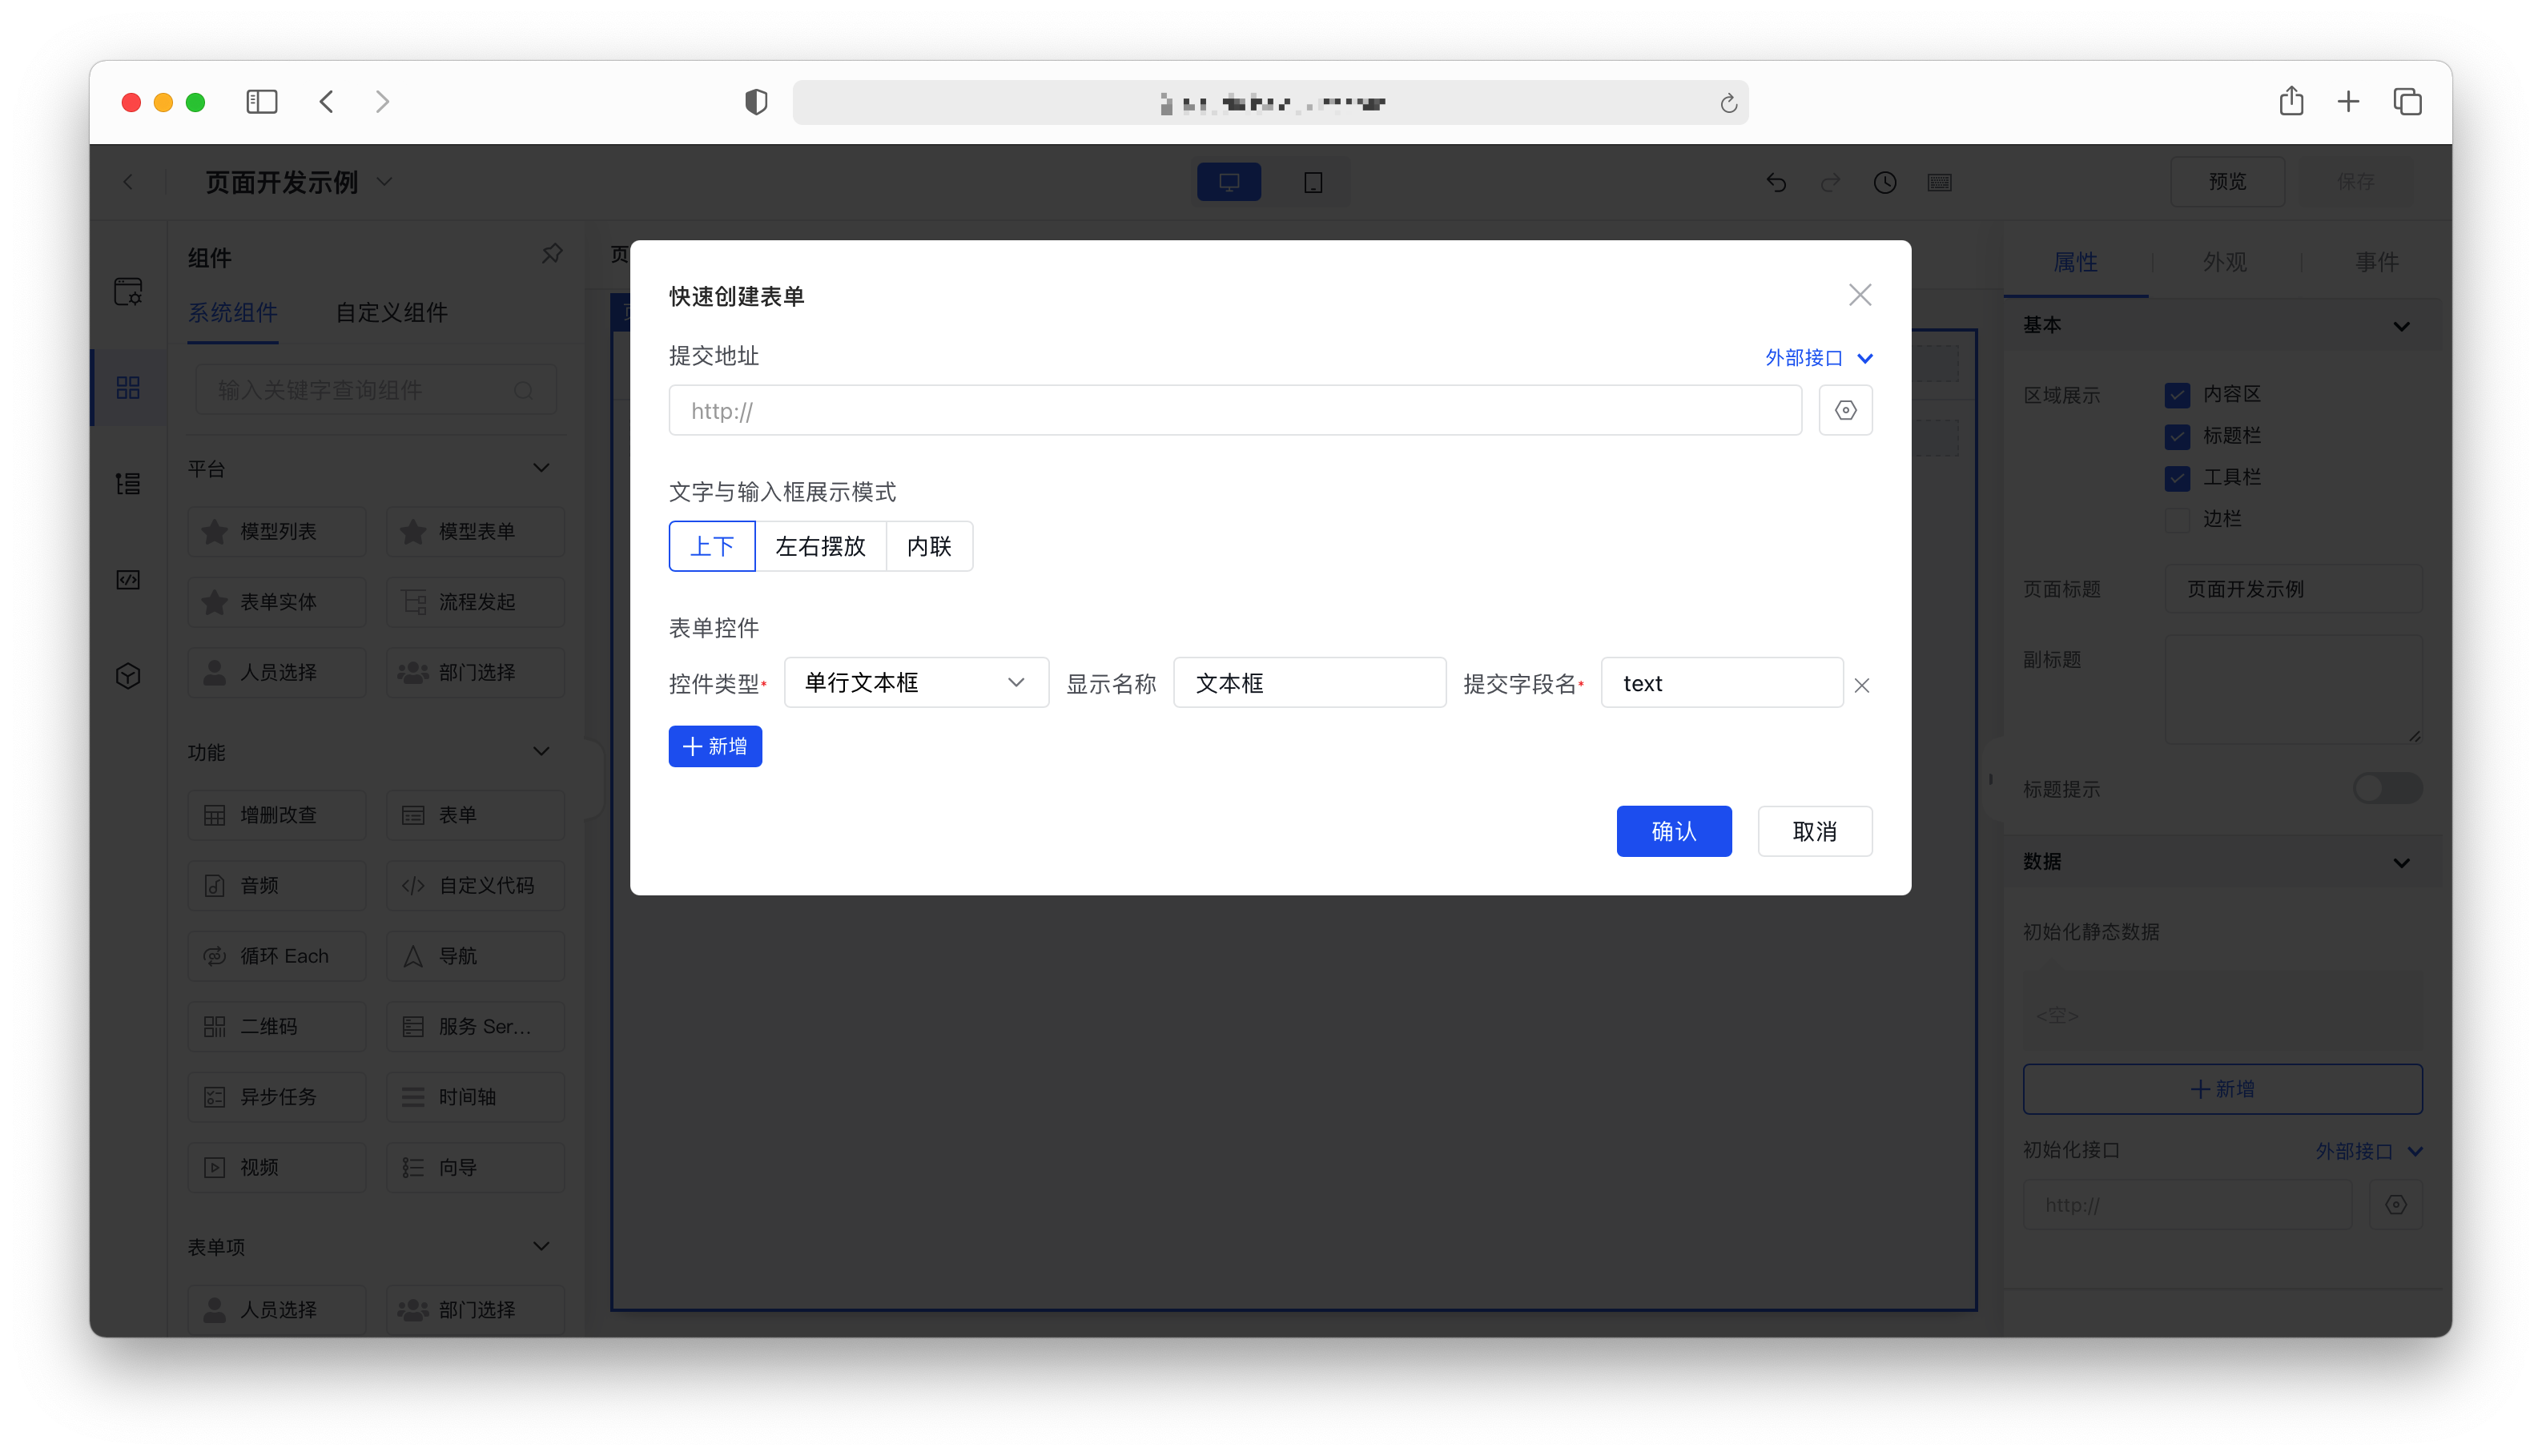 页面开发示例
预览
保存
组件
系统组件
自定义组件
输入关键字查询组件
平台
模型列表
模型表单
表单实体
流程发起
人员选择
部门选择
功能
增删改查
表单
音频
自定义代码
循环 Each
导航
二维码
服务 Ser...
异步任务
时间轴
视频
向导
表单项
人员选择
部门选择
页
快速创建表单
提交地址
外部接口
http://
文字与输入框展示模式
上下
左右摆放
内联
表单控件
控件类型*
单行文本框
显示名称
文本框
提交字段名*
text
新增
确认
取消
属性
外观
事件
基本
区域展示
内容区
标题栏
工具栏
边栏
页面标题
页面开发示例
副标题
标题提示
数据
初始化静态数据
<空>
新增
初始化接口
外部接口
http://